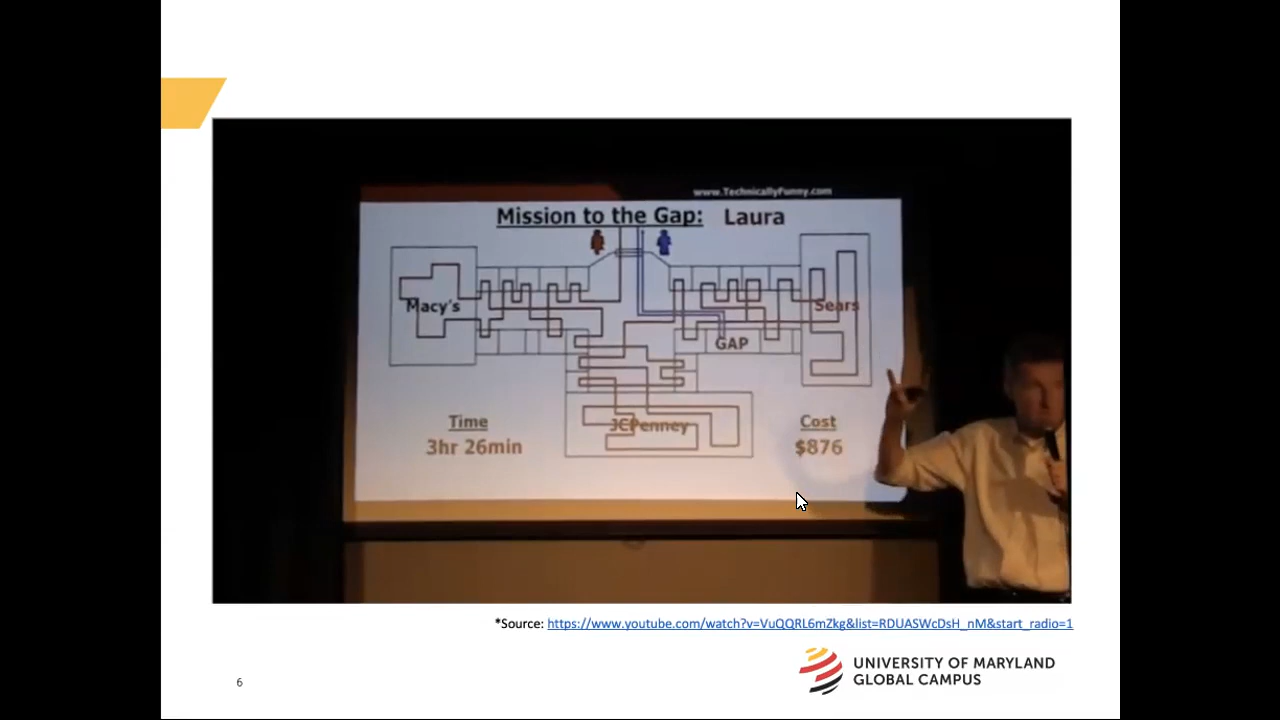 www.TechnicallyFunny.com
Mission to the Gap: Laura
Macy's
Sears
GAP
JCPenney
Time
3hr 26min
Cost
$876
*Source: https://www.youtube.com/watch?v=VuQQRL6mZkg&list=RDUASWcDsH_nM&start_radio=1
6
UNIVERSITY OF MARYLAND
GLOBAL CAMPUS